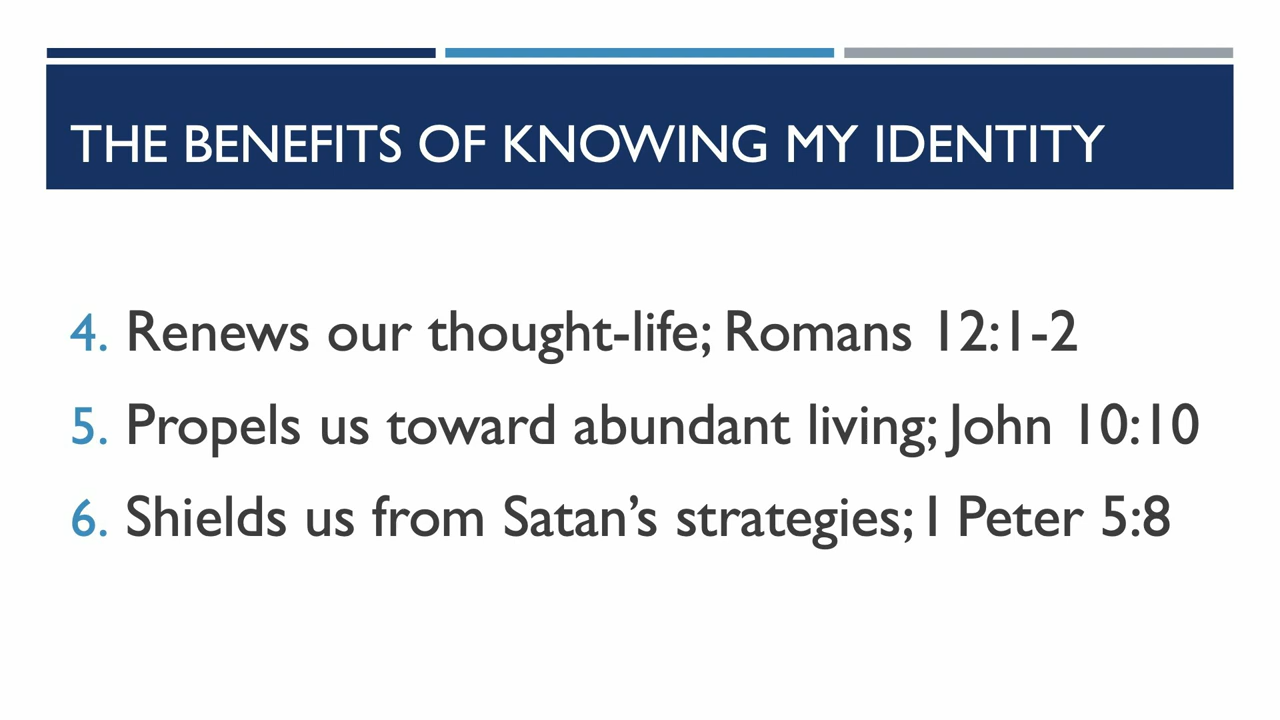 THE BENEFITS OF KNOWING MY IDENTITY
4. Renews our thought-life; Romans 12:1-2
5. Propels us toward abundant living; John 10:10
6. Shields us from Satan’s strategies; I Peter 5:8